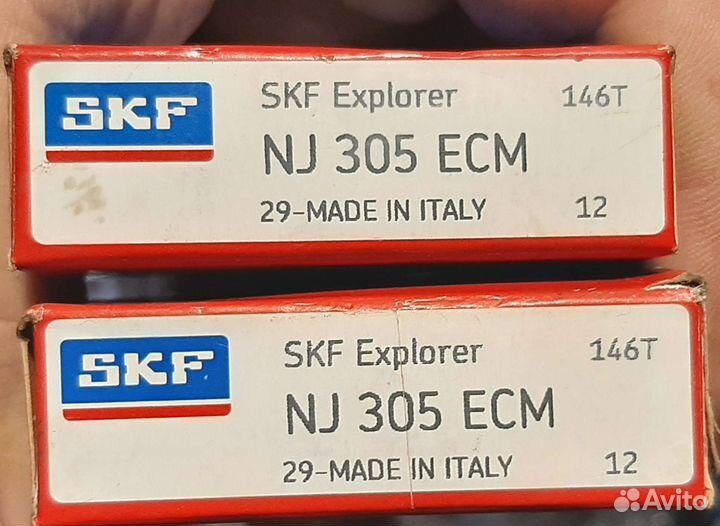 SKF
SKF Explorer 146T
NJ 305 ECM
29-MADE IN ITALY 12
SKF
SKF Explorer 146T
NJ 305 ECM
29-MADE IN ITALY 12
Avito